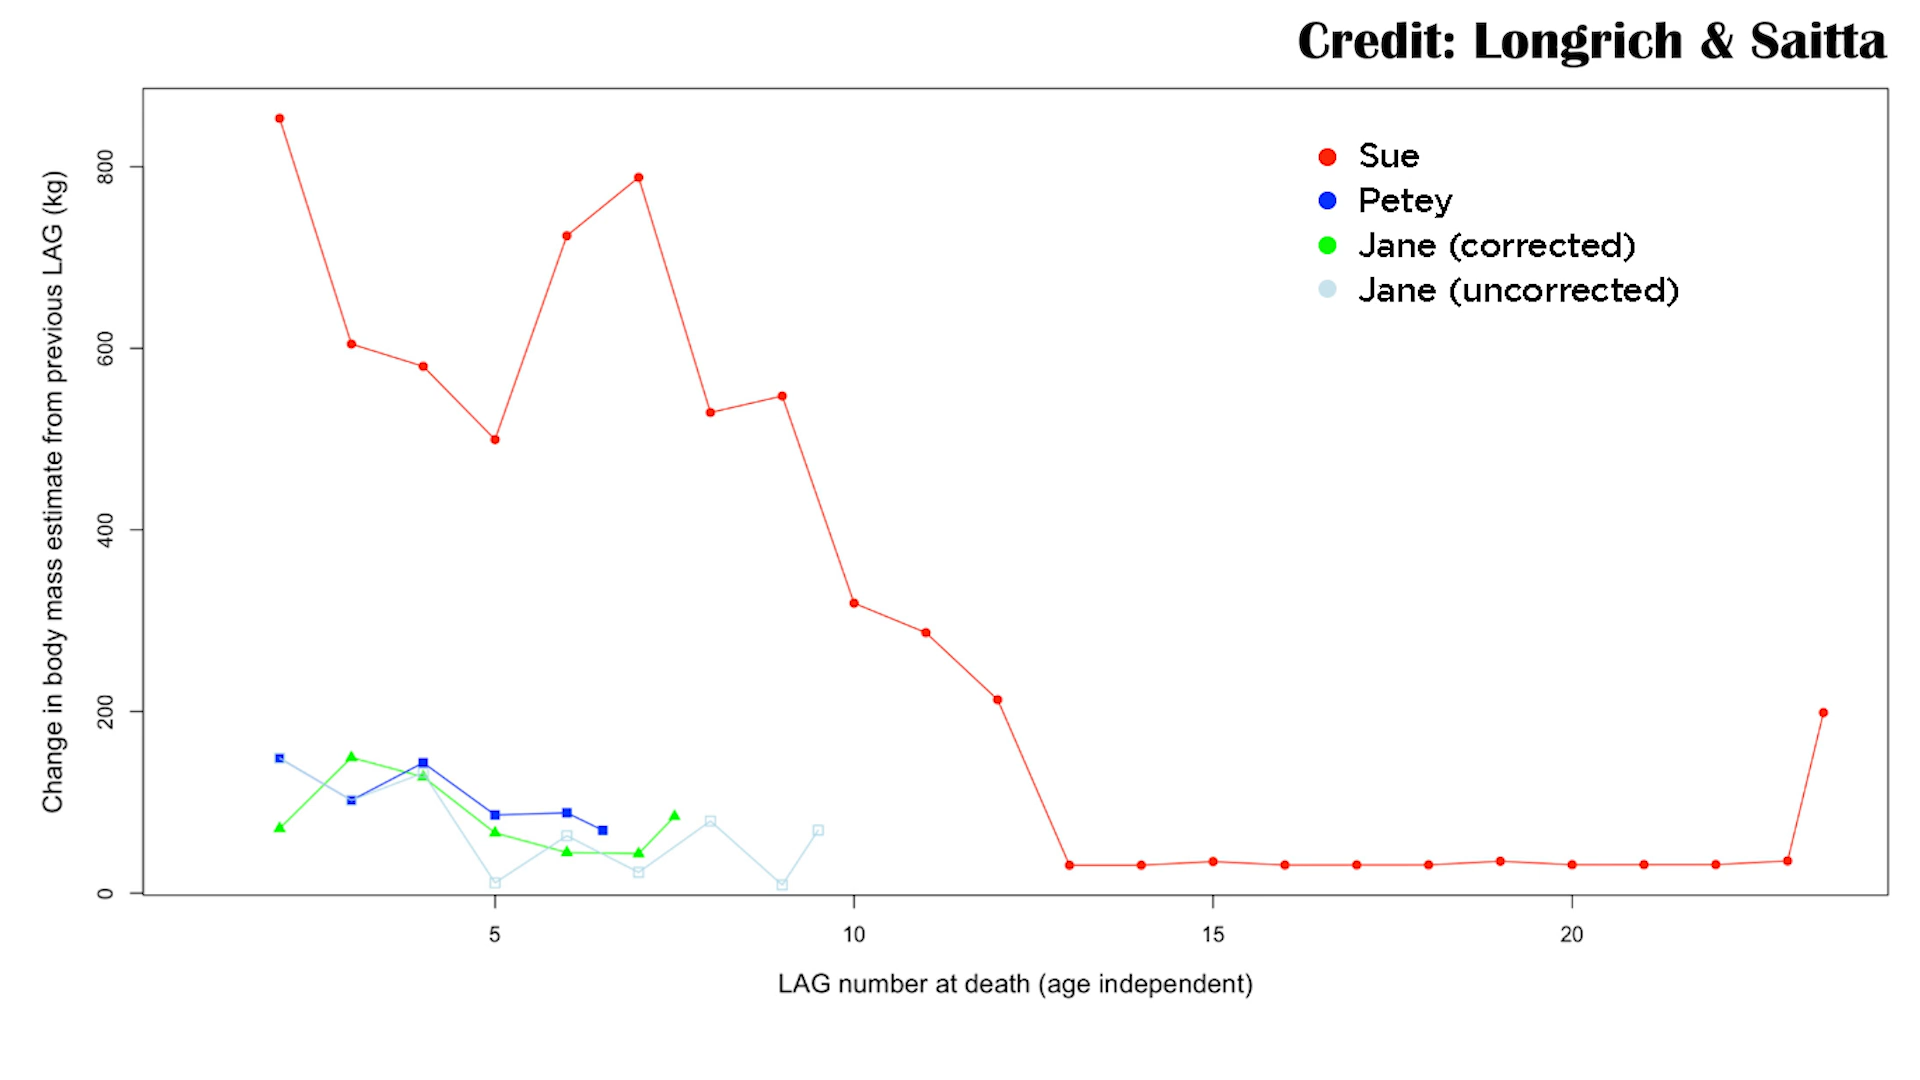 Credit: Longrich & Saitta
Sue
Petey
Jane (corrected)
Jane (uncorrected)
Change in body mass estimate from previous LAG (kg)
800
600
400
200
0
5
10
15
20
LAG number at death (age independent)